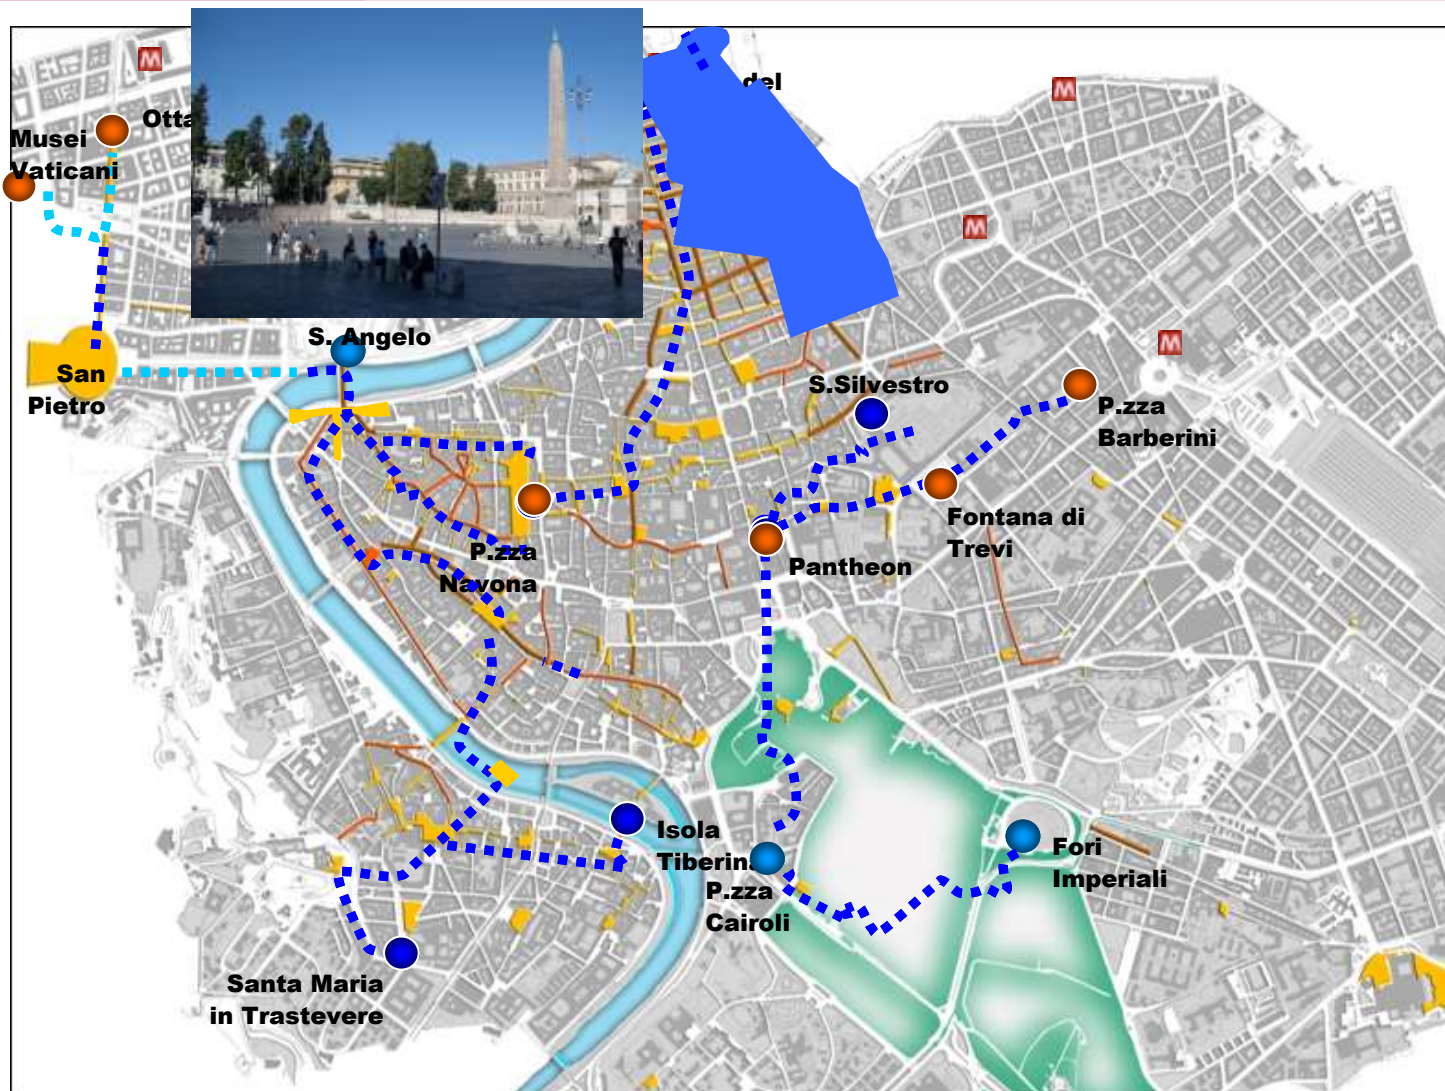 M
M
del
Otta
Musei
Vaticani
M
S. Angelo
M
San
Pietro
S.Silvestro
P.zza
Barberini
Fontana di
Trevi
P.zza
Navona
Pantheon
Isola
Tiberina
P.zza
Cairoli
Fori
Imperiali
Santa Maria
in Trastevere